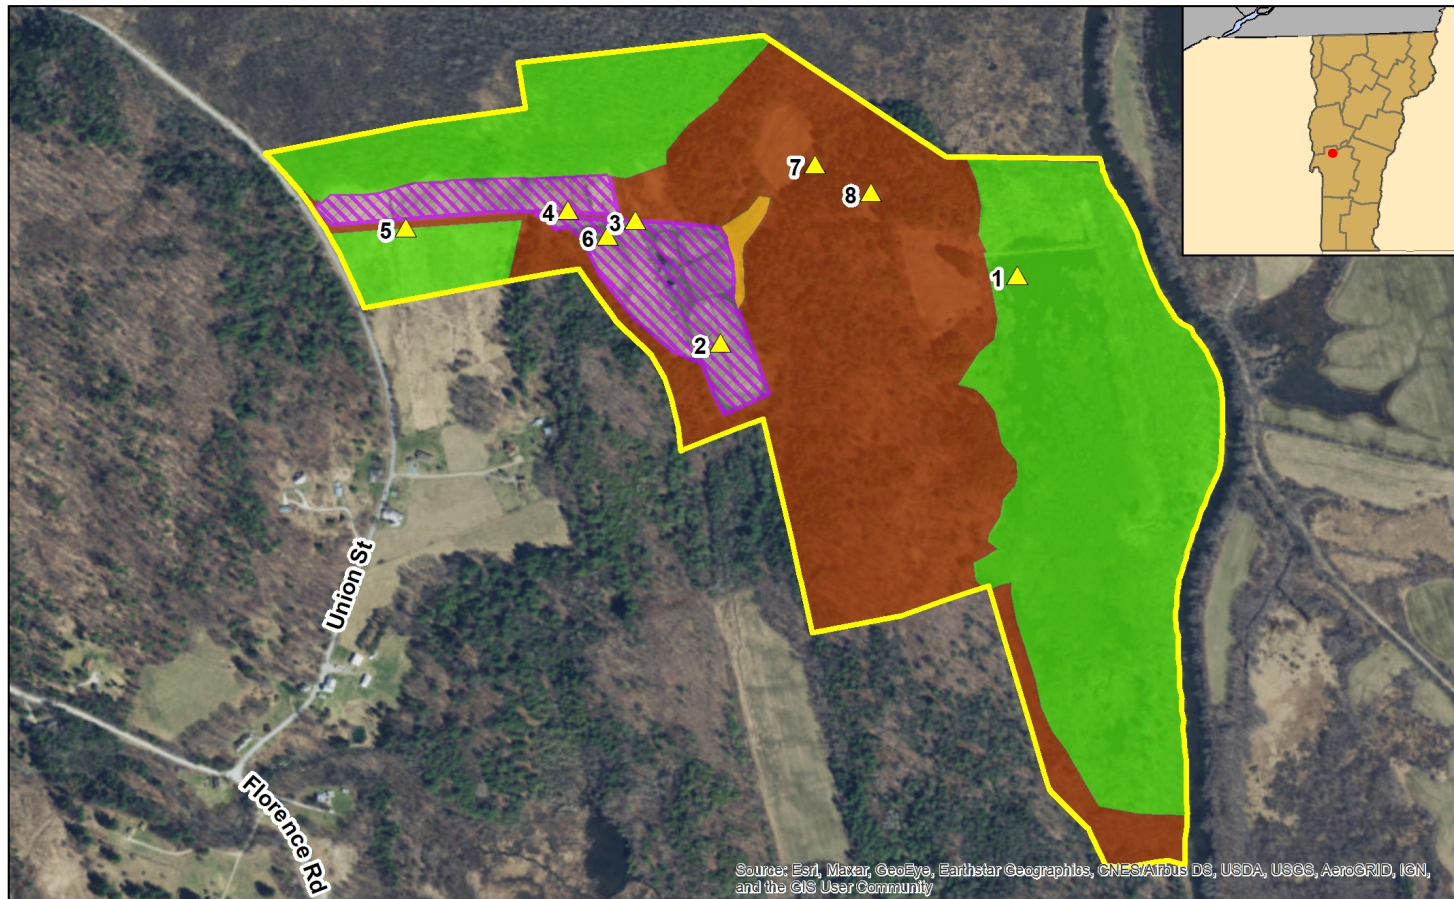 7
8
4
3
5
6
1
2
Union St
Florence Rd
Source: Esri, Maxar, GeoEye, Earthstar Geographics, CNES/Airbus DS, USDA, USGS, AeroGRID, IGN,
and the GIS User Community